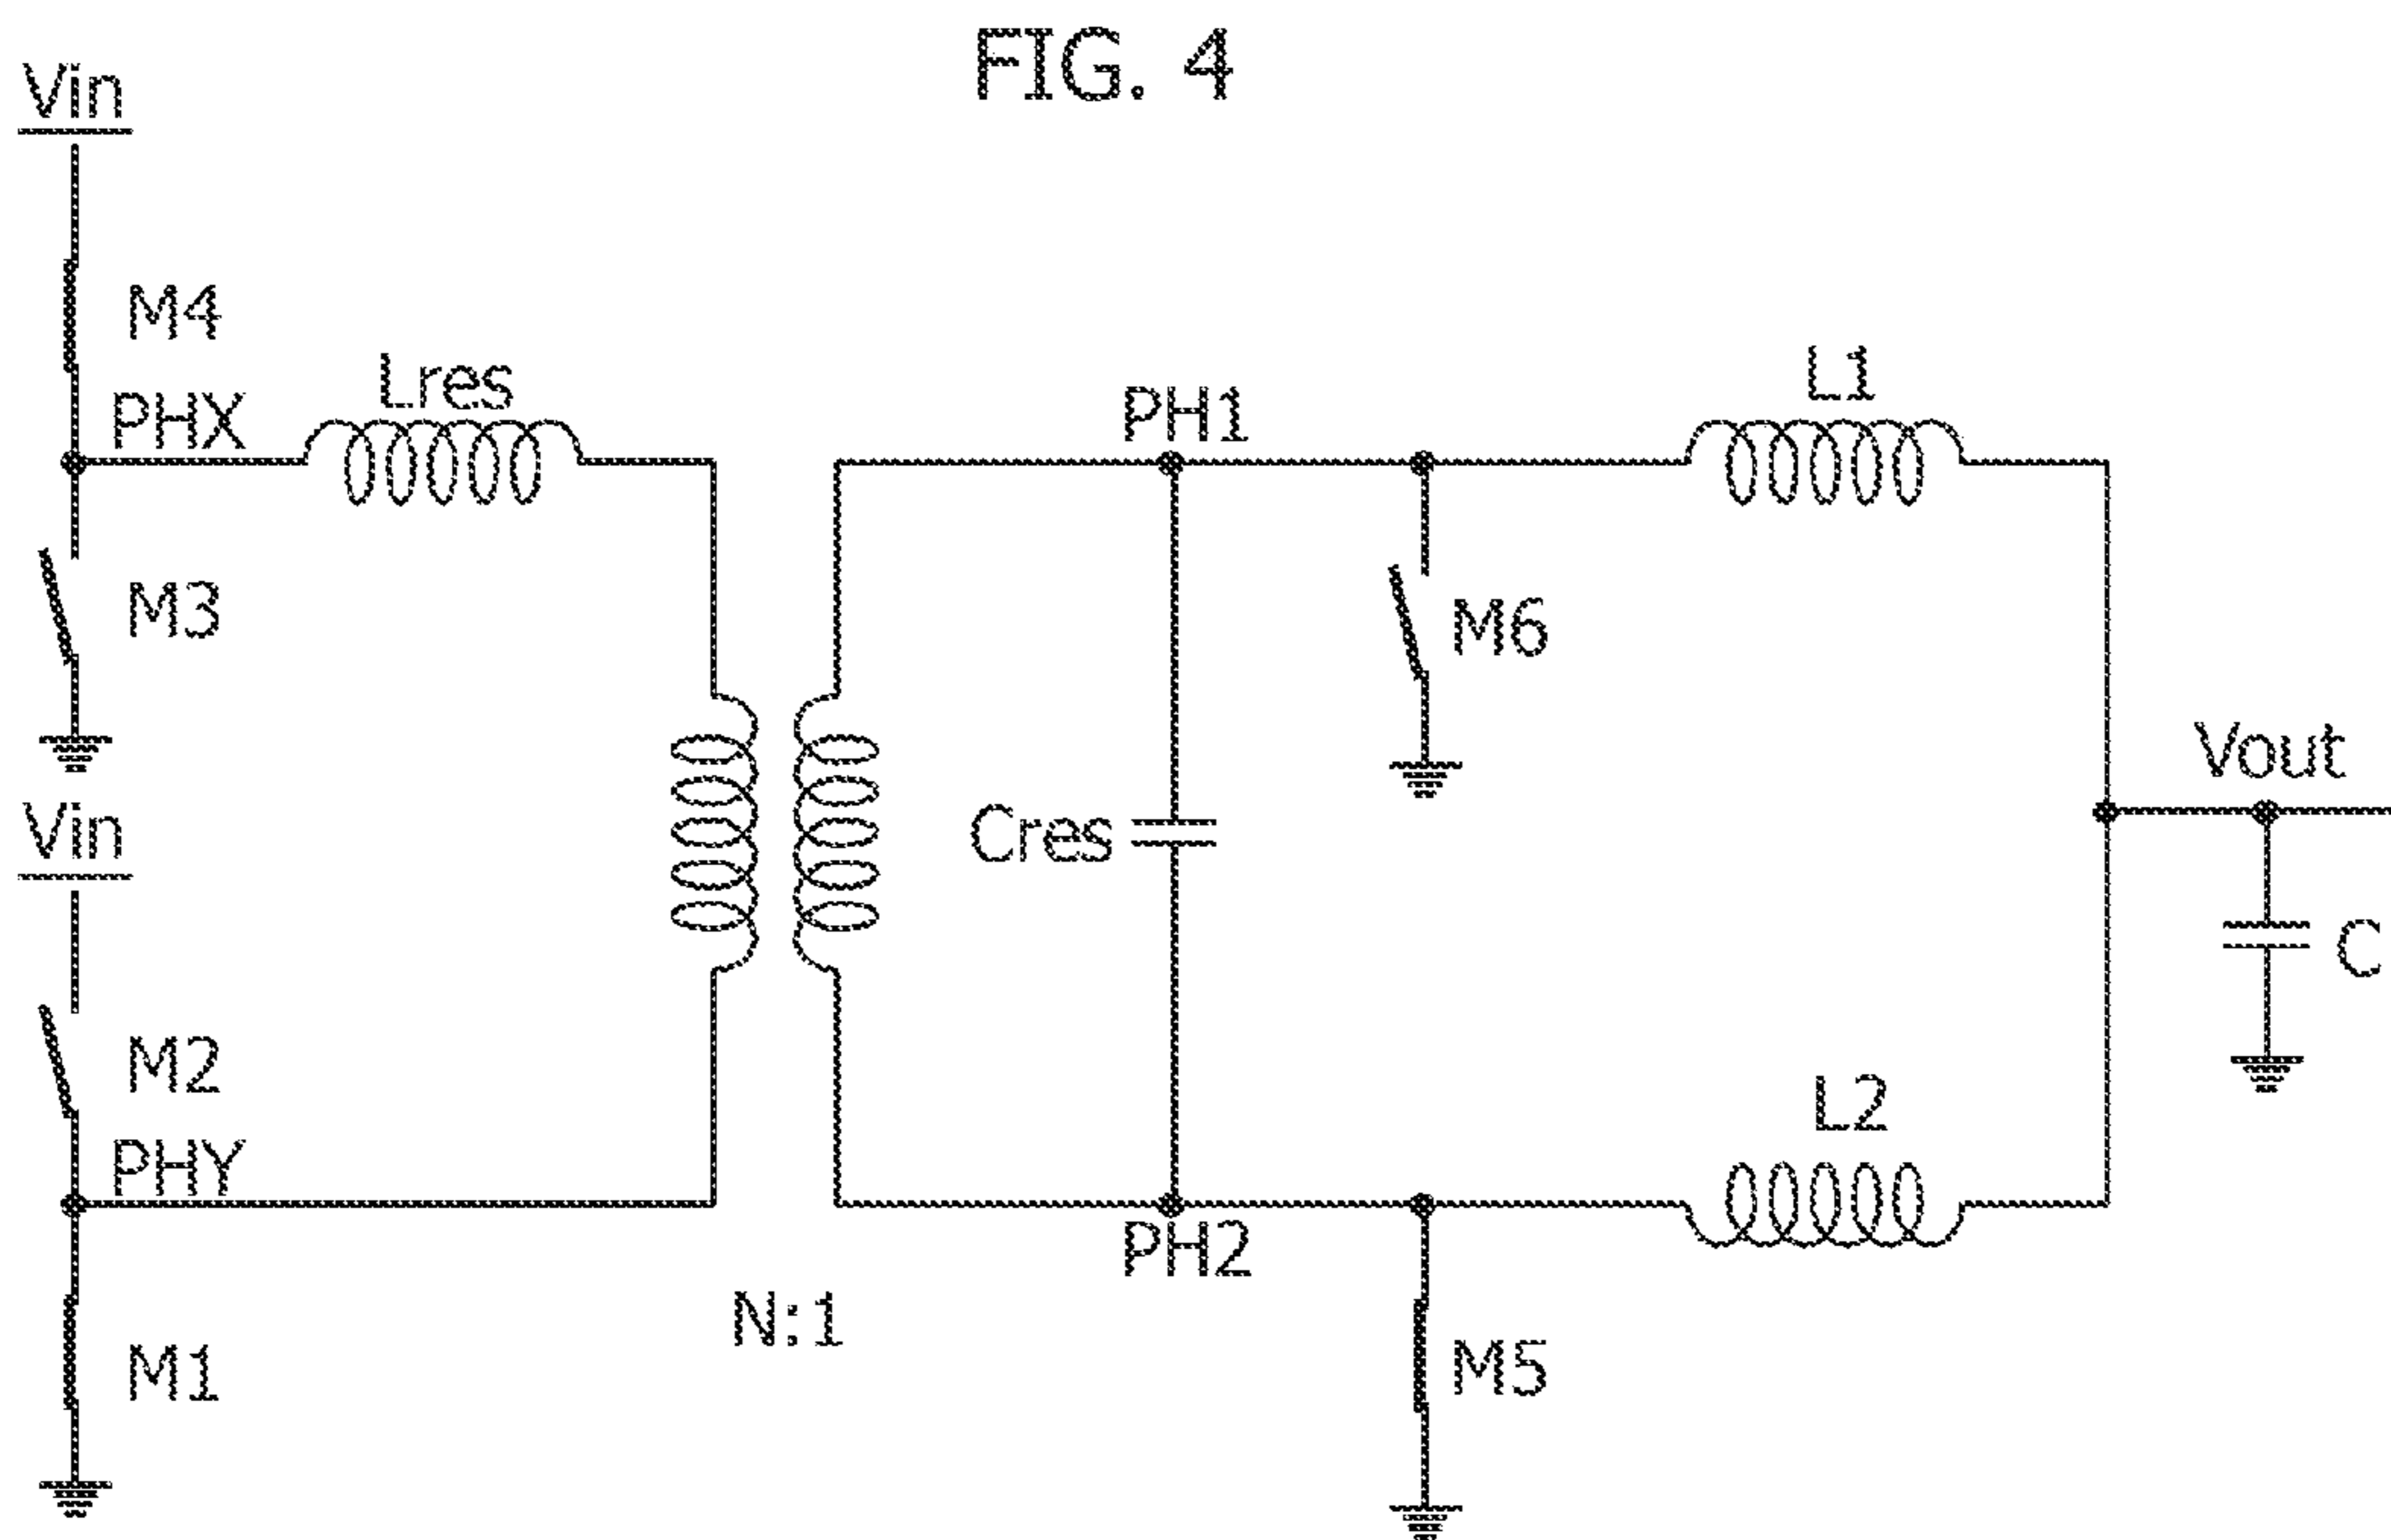 FIG. 4
Vin
M4
PHX
Lres
PH1
L1
M3
M6
Vin
Cres
Vout
C
M2
L2
PHY
PH2
N:1
M1
M5